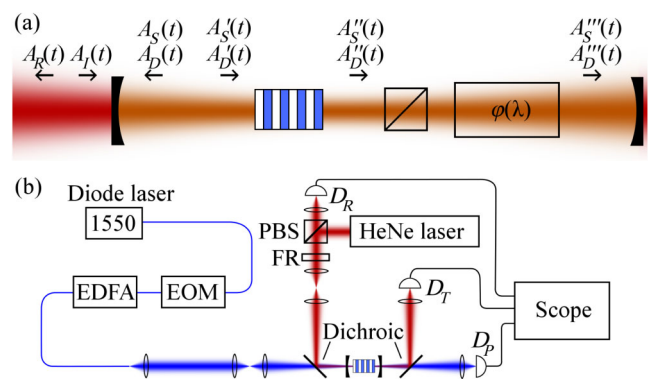 (a)
A_R(t) A_I(t)
A_S(t)
A_D(t)
A_S'(t)
A_D'(t)
A_S''(t)
A_D''(t)
A_S'''(t)
A_D'''(t)
φ(λ)
(b)
Diode laser
1550
EDFA
EOM
D_R
PBS
HeNe laser
FR
D_T
Scope
Dichroic
D_P